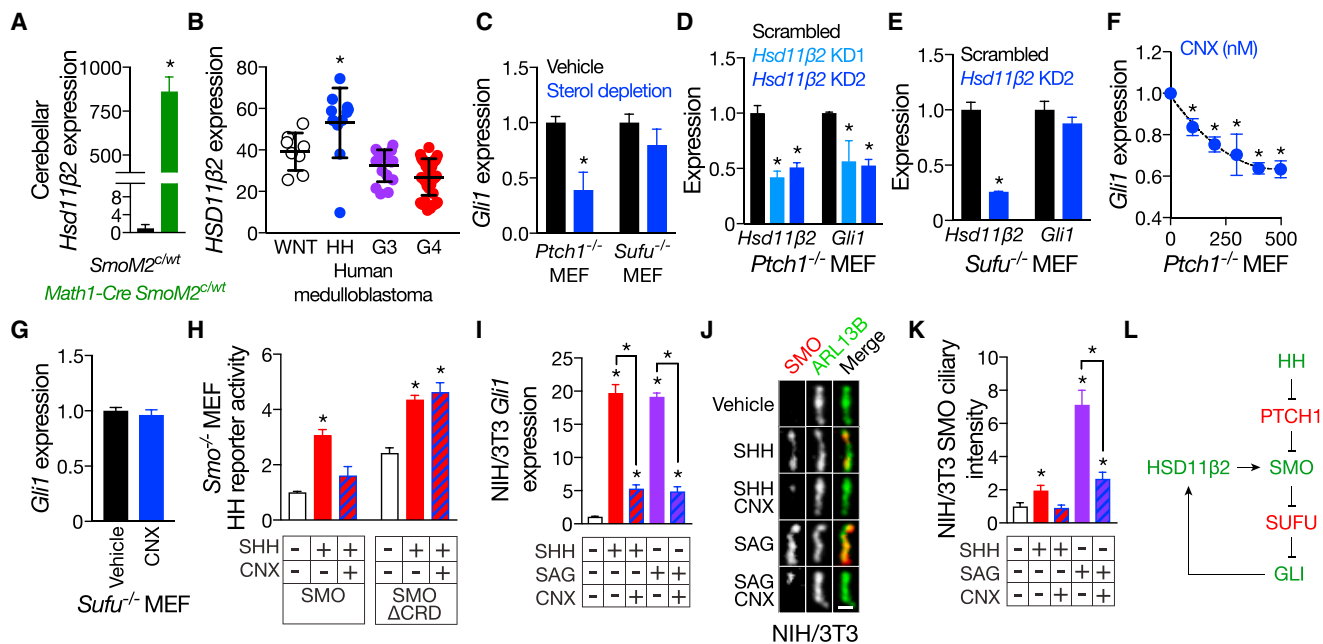 A
Cerebellar
Hsd11β2 expression
1000
500
8
4
0
*
SmoM2c/wt
Math1-Cre SmoM2c/wt
B
HSD11β2 expression
100
80
60
40
20
0
*
WNT HH G3 G4
Human
medulloblastoma
C
Gli1 expression
1.5
1.0
0.5
0.0
Vehicle
Sterol depletion
*
Ptch1-/- Sufu-/-
MEF MEF
D
Expression
1.5
1.0
0.5
0
Scrambled
Hsd11β2 KD1
Hsd11β2 KD2
* * * *
Hsd11β2 Gli1
Ptch1-/- MEF
E
Expression
1.5
1.0
0.5
0
Scrambled
Hsd11β2 KD2
*
Hsd11β2 Gli1
Sufu-/- MEF
F
Gli1 expression
1.2
1.0
0.8
0.6
0.4
CNX (nM)
* * * * *
0 250 500
Ptch1-/- MEF
G
Gli1 expression
1.5
1.0
0.5
0
Vehicle
CNX
Sufu-/- MEF
H
Smo-/- MEF
HH reporter activity
6
4
2
0
* * *
SHH - + + - + +
CNX - - + - - +
SMO SMO
ΔCRD
I
NIH/3T3 Gli1
expression
25
20
15
10
5
0
* * * * * *
SHH - + + - -
SAG - - - + +
CNX - - + - +
J
SMO
ARL13B
Merge
Vehicle
SHH
SHH
CNX
SAG
SAG
CNX
NIH/3T3
K
NIH/3T3 SMO ciliary
intensity
10
8
6
4
2
0
* * * *
SHH - + + - -
SAG - - - + +
CNX - - + - +
L
HH
PTCH1
HSD11β2 SMO
SUFU
GLI